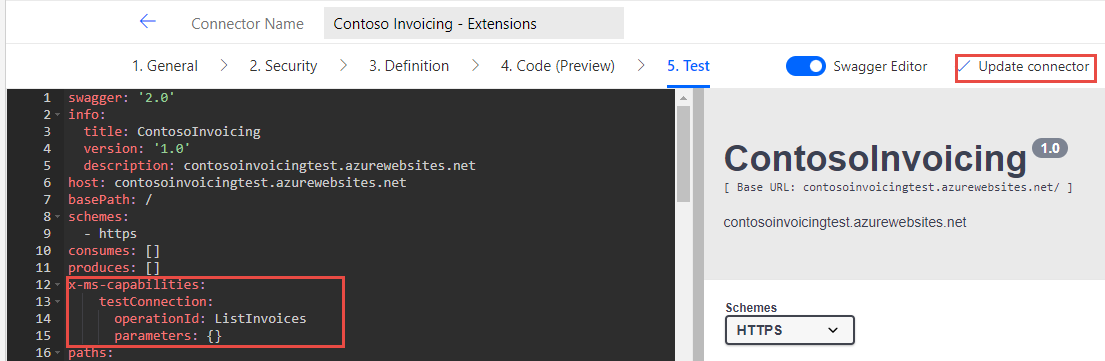 Connector Name Contoso Invoicing - Extensions
1. General 2. Security 3. Definition 4. Code (Preview) 5. Test Swagger Editor Update connector
1 swagger: '2.0'
2 info:
3 title: ContosoInvoicing
4 version: '1.0'
5 description: contosoinvoicingtest.azurewebsites.net
6 host: contosoinvoicingtest.azurewebsites.net
7 basePath: /
8 schemes:
9 - https
10 consumes: []
11 produces: []
12 x-ms-capabilities:
13 testConnection:
14 operationId: ListInvoices
15 parameters: {}
16 paths:
ContosoInvoicing 1.0
[ Base URL: contosoinvoicingtest.azurewebsites.net/ ]
contosoinvoicingtest.azurewebsites.net
Schemes
HTTPS